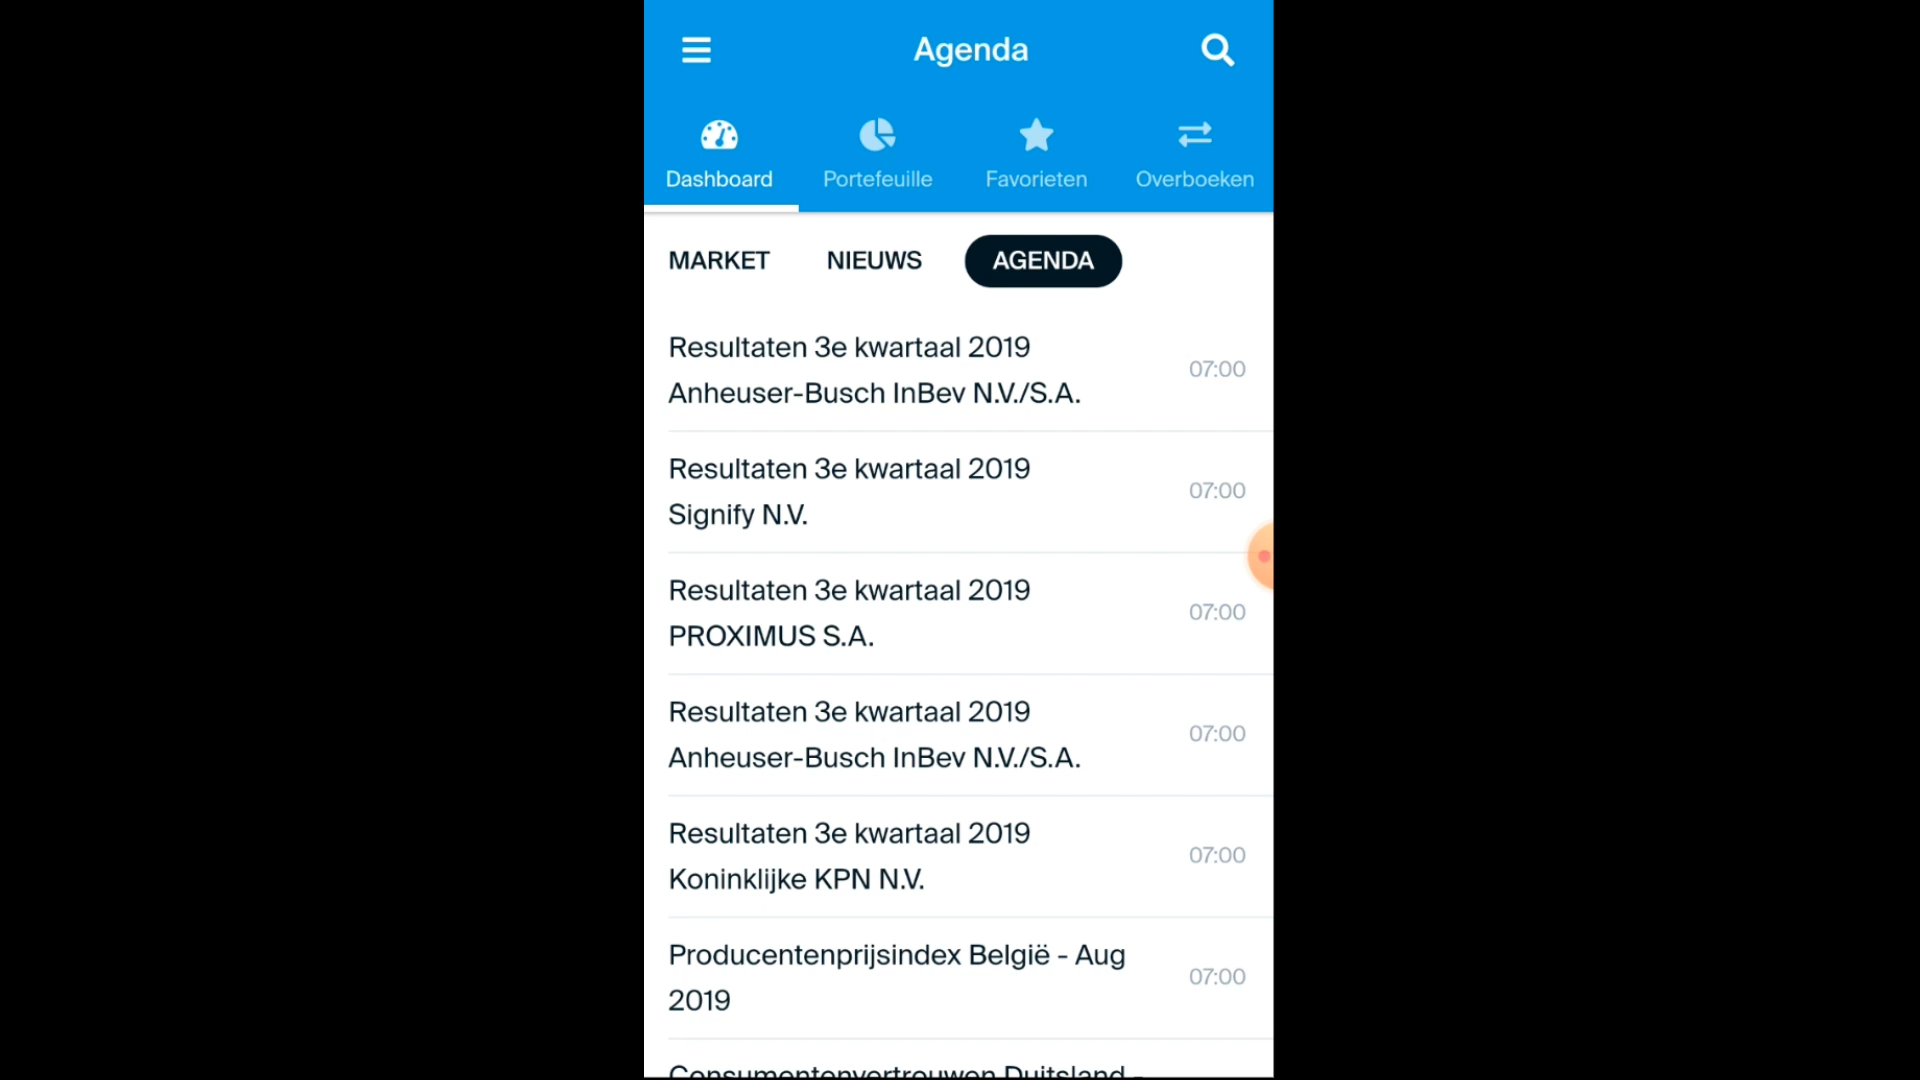 Agenda
Dashboard
Portefeuille
Favorieten
Overboeken
MARKET
NIEUWS
AGENDA
Resultaten 3e kwartaal 2019
Anheuser-Busch InBev N.V./S.A.
07:00
Resultaten 3e kwartaal 2019
Signify N.V.
07:00
Resultaten 3e kwartaal 2019
PROXIMUS S.A.
07:00
Resultaten 3e kwartaal 2019
Anheuser-Busch InBev N.V./S.A.
07:00
Resultaten 3e kwartaal 2019
Koninklijke KPN N.V.
07:00
Producentenprijsindex België - Aug
2019
07:00
Consumentenvertrouwen Duitsland -